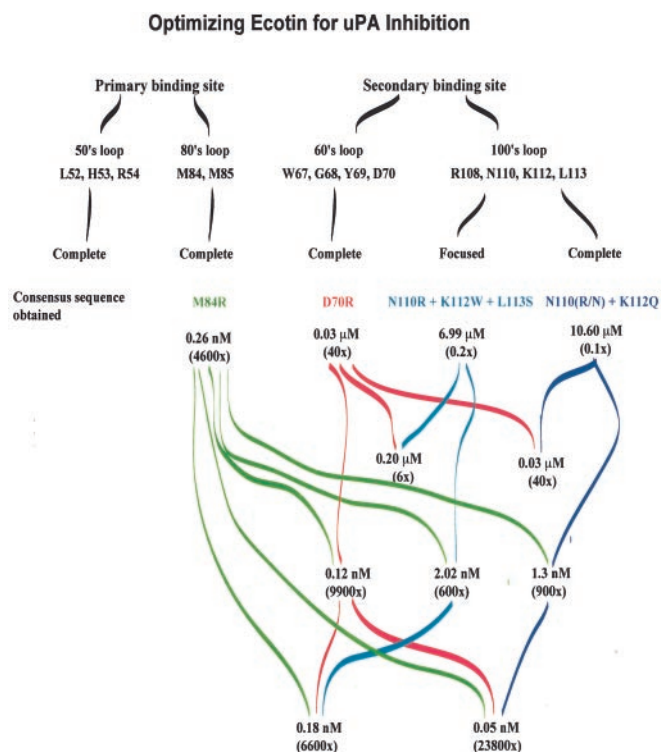 Optimizing Ecotin for uPA Inhibition
Primary binding site Secondary binding site
50's loop 80's loop 60's loop 100's loop
L52, H53, R54 M84, M85 W67, G68, Y69, D70 R108, N110, K112, L113
Complete Complete Complete Focused Complete
Consensus sequence obtained M84R D70R N110R + K112W + L113S N110(R/N) + K112Q
0.26 nM 0.03 µM 6.99 µM 10.60 µM
(4600x) (40x) (0.2x) (0.1x)
0.20 µM 0.03 µM
(6x) (40x)
0.12 nM 2.02 nM 1.3 nM
(9900x) (600x) (900x)
0.18 nM 0.05 nM
(6600x) (23800x)